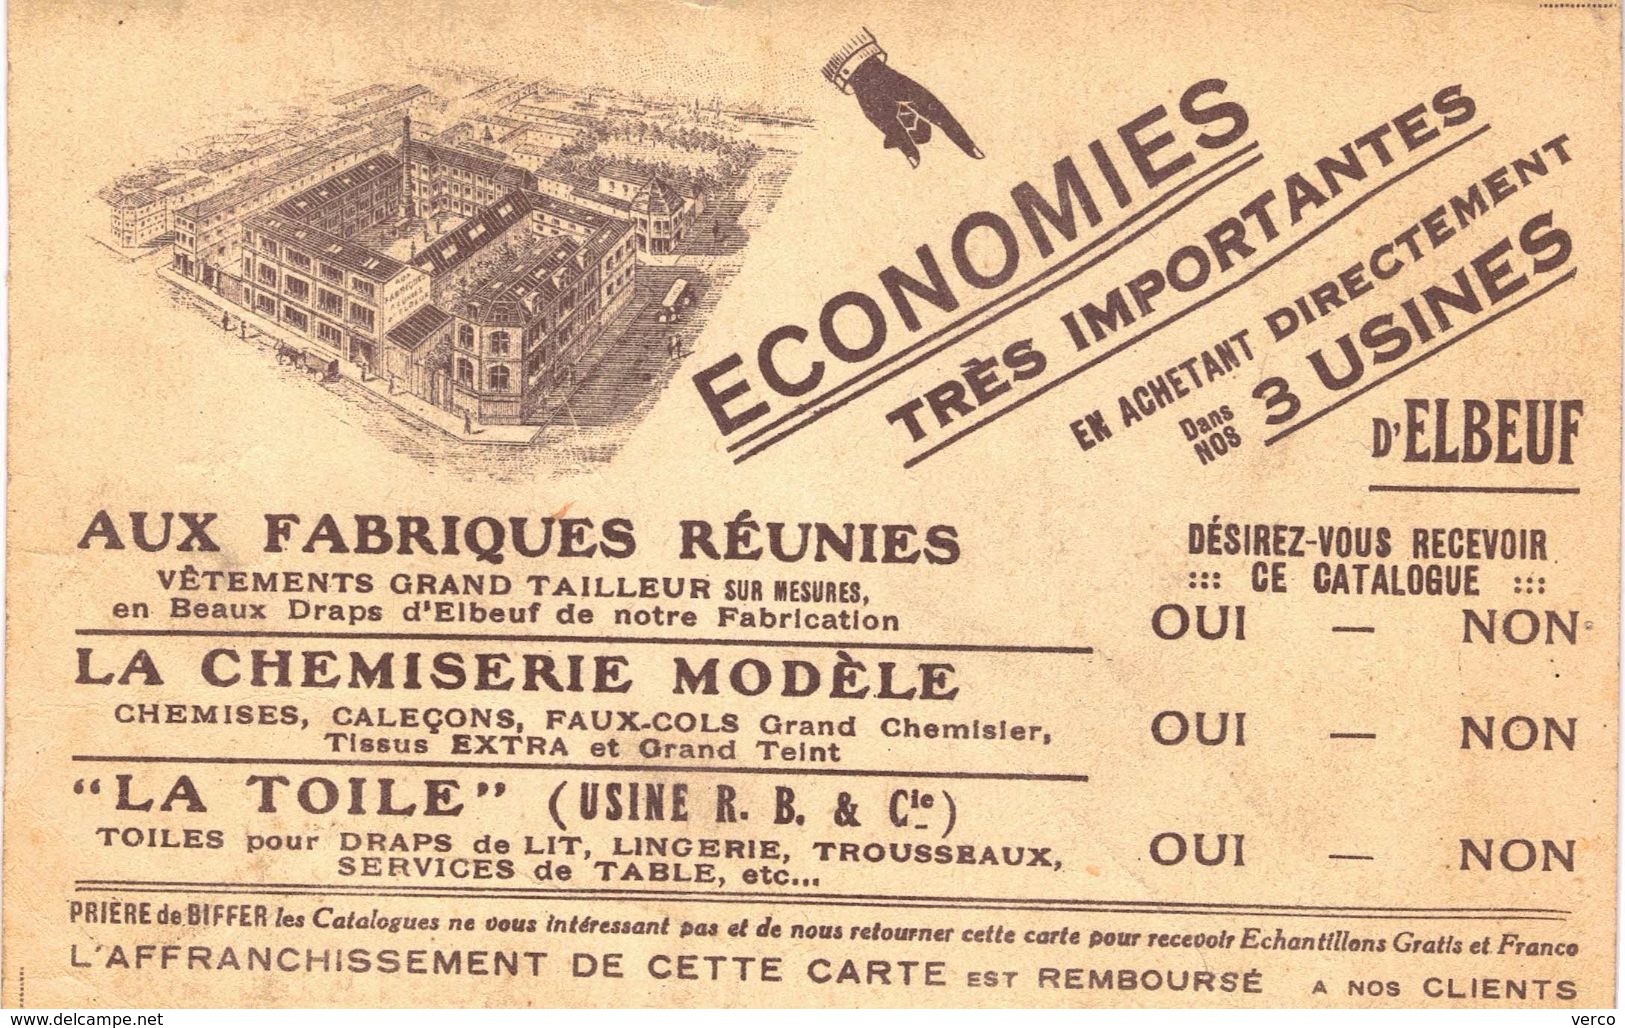 ECONOMIES
TRÈS IMPORTANTES
EN ACHETANT DIRECTEMENT
Dans
NOS
3 USINES
D'ELBEUF
AUX FABRIQUES RÉUNIES
VÊTEMENTS GRAND TAILLEUR SUR MESURES,
en Beaux Draps d'Elbeuf de notre Fabrication
DÉSIREZ-VOUS RECEVOIR
::: CE CATALOGUE :::
OUI — NON
LA CHEMISERIE MODÈLE
CHEMISES, CALEÇONS, FAUX-COLS Grand Chemisier,
Tissus EXTRA et Grand Teint
OUI — NON
"LA TOILE" (USINE R. B. & Cie)
TOILES pour DRAPS de LIT, LINGERIE, TROUSSEAUX,
SERVICES de TABLE, etc...
OUI — NON
PRIÈRE de BIFFER les Catalogues ne vous intéressant pas et de nous retourner cette carte pour recevoir Echantillons Gratis et Franco
L'AFFRANCHISSEMENT DE CETTE CARTE EST REMBOURSÉ A NOS CLIENTS
https://www.delcampe.net
verco